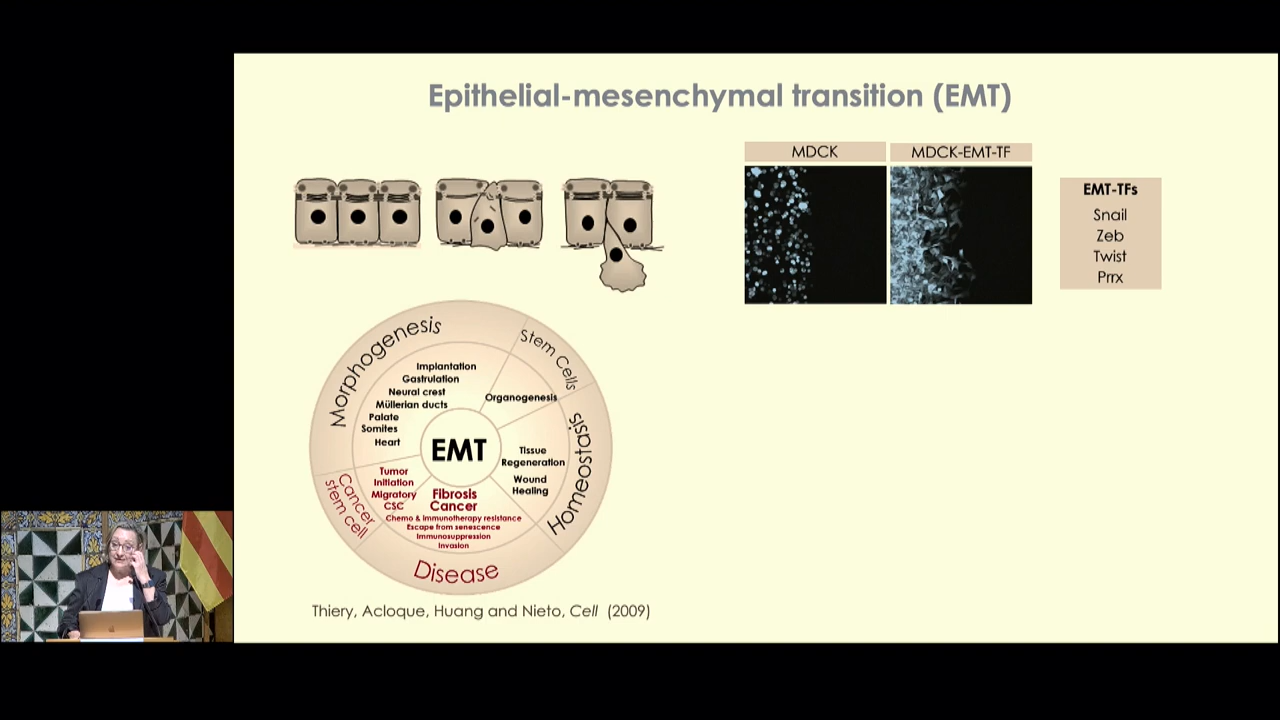 Epithelial-mesenchymal transition (EMT)
MDCK
MDCK-EMT-TF
EMT-TFs
Snail
Zeb
Twist
Prrx
Morphogenesis
Implantation
Gastrulation
Neural crest
Müllerian ducts
Palate
Somites
Heart
Stem Cells
Organogenesis
Homeostasis
Tissue
Regeneration
Wound
Healing
EMT
Cancer
stem cell
Tumor
Initiation
Migratory
CSC
Fibrosis
Cancer
Chemo & immunotherapy resistance
Escape from senescence
Immunosuppression
Invasion
Disease
Thiery, Acloque, Huang and Nieto, Cell (2009)